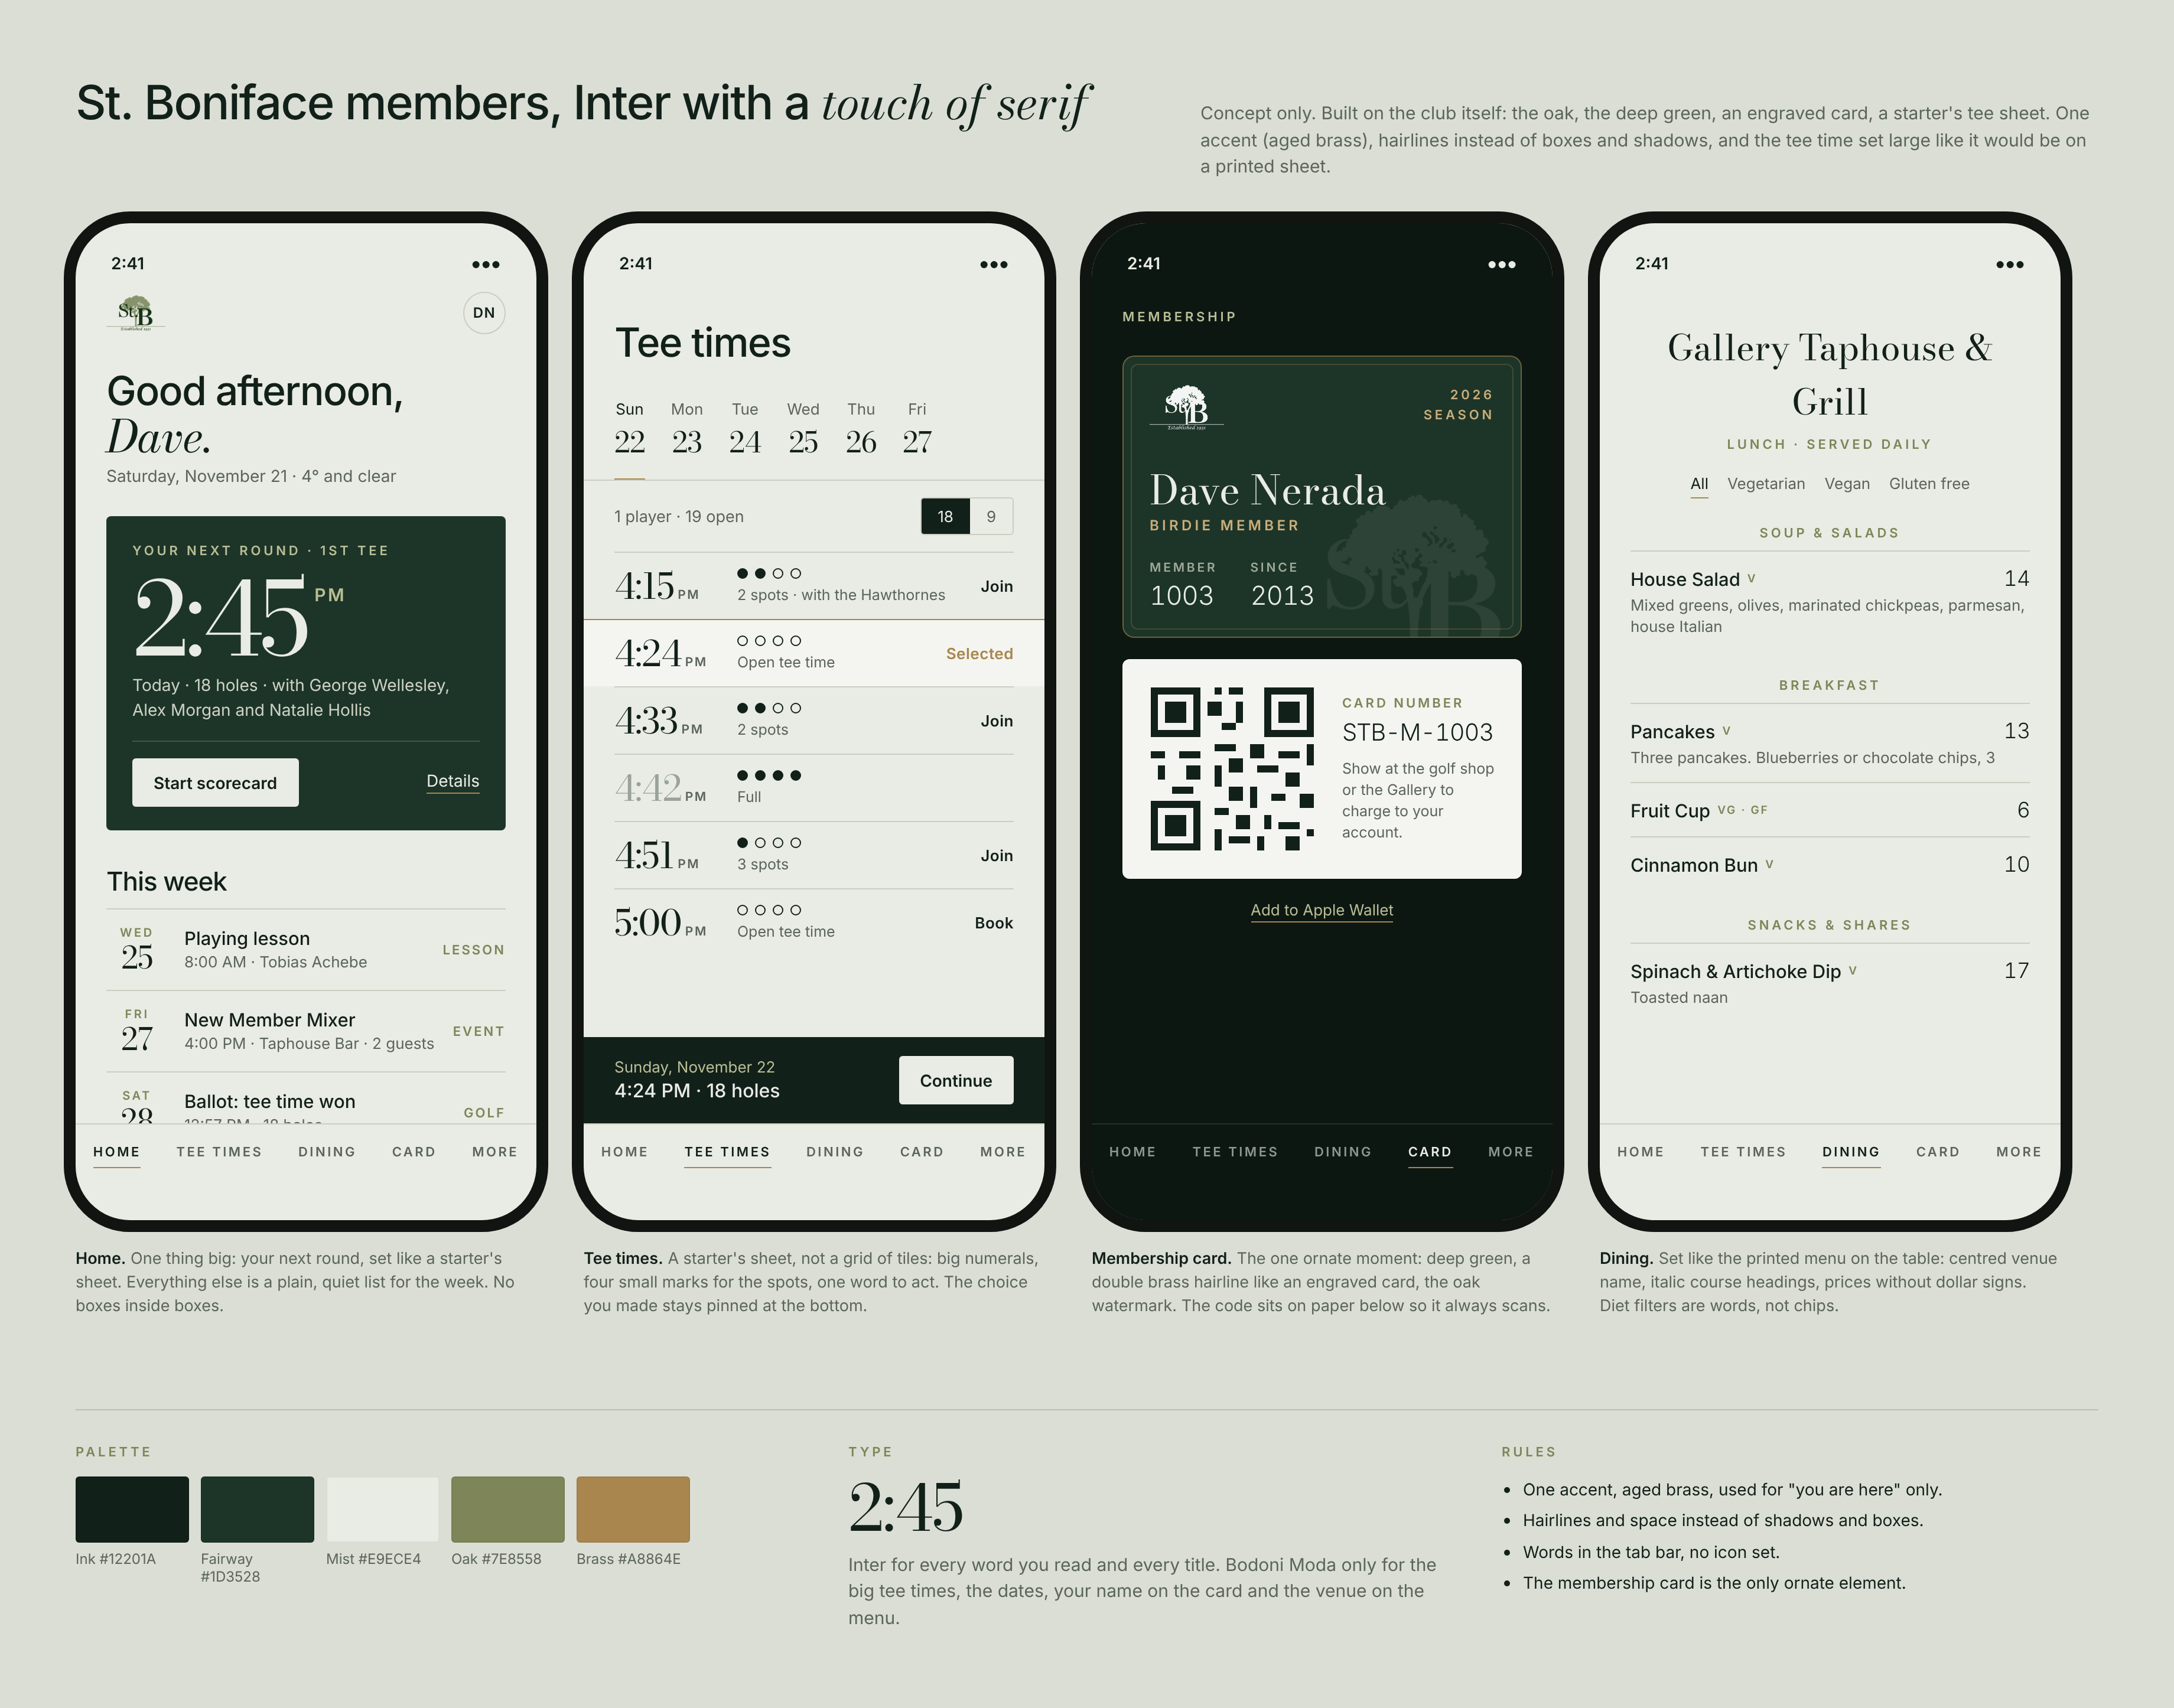 St. Boniface members, Inter with a touch of serif
Concept only. Built on the club itself: the oak, the deep green, an engraved card, a starter's tee sheet. One
accent (aged brass), hairlines instead of boxes and shadows, and the tee time set large like it would be on
a printed sheet.
2:41
StB
Established 1931
DN
Good afternoon,
Dave.
Saturday, November 21 · 4° and clear
YOUR NEXT ROUND · 1ST TEE
2:45 PM
Today · 18 holes · with George Wellesley,
Alex Morgan and Natalie Hollis
Start scorecard
Details
This week
WED
25
Playing lesson
8:00 AM · Tobias Achebe
LESSON
FRI
27
New Member Mixer
4:00 PM · Taphouse Bar · 2 guests
EVENT
SAT
28
Ballot: tee time won
12:57 PM · 18 holes
GOLF
HOME TEE TIMES DINING CARD MORE
2:41
Tee times
Sun Mon Tue Wed Thu Fri
22 23 24 25 26 27
1 player · 19 open
18 9
4:15 PM
2 spots · with the Hawthornes
Join
4:24 PM
Open tee time
Selected
4:33 PM
2 spots
Join
4:42 PM
Full
4:51 PM
3 spots
Join
5:00 PM
Open tee time
Book
Sunday, November 22
4:24 PM · 18 holes
Continue
HOME TEE TIMES DINING CARD MORE
2:41
MEMBERSHIP
StB
Established 1931
2026
SEASON
Dave Nerada
BIRDIE MEMBER
MEMBER SINCE
1003 2013
StB
CARD NUMBER
STB-M-1003
Show at the golf shop
or the Gallery to
charge to your
account.
Add to Apple Wallet
HOME TEE TIMES DINING CARD MORE
2:41
Gallery Taphouse &
Grill
LUNCH · SERVED DAILY
All Vegetarian Vegan Gluten free
SOUP & SALADS
House Salad V 14
Mixed greens, olives, marinated chickpeas, parmesan,
house Italian
BREAKFAST
Pancakes V 13
Three pancakes. Blueberries or chocolate chips, 3
Fruit Cup VG · GF 6
Cinnamon Bun V 10
SNACKS & SHARES
Spinach & Artichoke Dip V 17
Toasted naan
HOME TEE TIMES DINING CARD MORE
Home. One thing big: your next round, set like a starter's
sheet. Everything else is a plain, quiet list for the week. No
boxes inside boxes.
Tee times. A starter's sheet, not a grid of tiles: big numerals,
four small marks for the spots, one word to act. The choice
you made stays pinned at the bottom.
Membership card. The one ornate moment: deep green, a
double brass hairline like an engraved card, the oak
watermark. The code sits on paper below so it always scans.
Dining. Set like the printed menu on the table: centred venue
name, italic course headings, prices without dollar signs.
Diet filters are words, not chips.
PALETTE
Ink #12201A
Fairway
#1D3528
Mist #E9ECE4
Oak #7E8558
Brass #A8864E
TYPE
2:45
Inter for every word you read and every title. Bodoni Moda only for the
big tee times, the dates, your name on the card and the venue on the
menu.
RULES
• One accent, aged brass, used for "you are here" only.
• Hairlines and space instead of shadows and boxes.
• Words in the tab bar, no icon set.
• The membership card is the only ornate element.